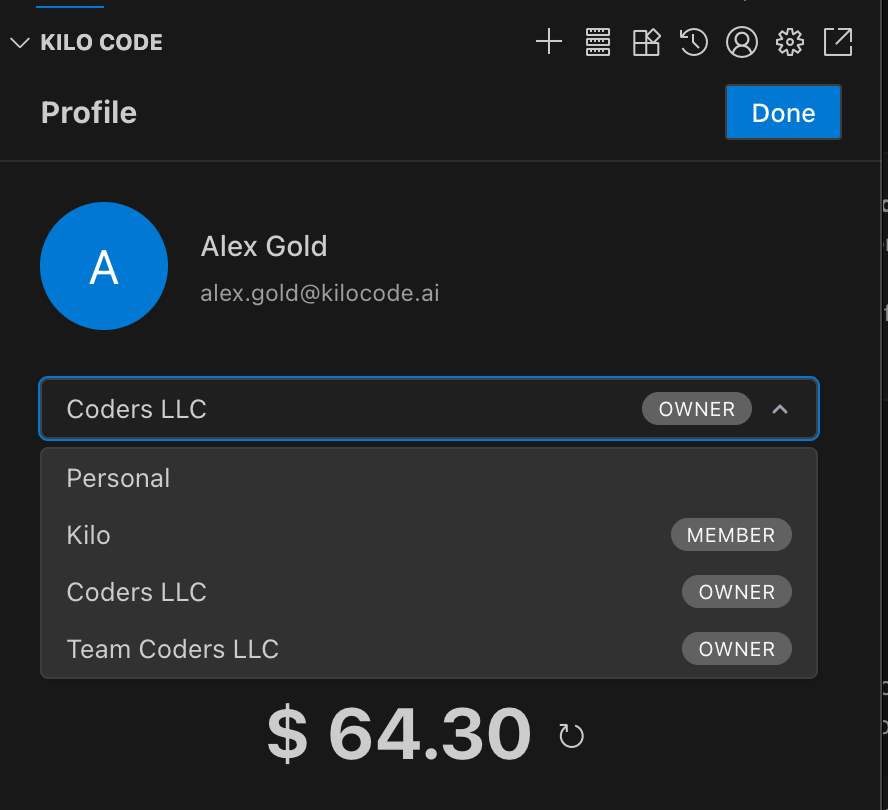 KILO CODE
Profile
Done
A
Alex Gold
alex.gold@kilocode.ai
Coders LLC OWNER
Personal
Kilo MEMBER
Coders LLC OWNER
Team Coders LLC OWNER
$ 64.30